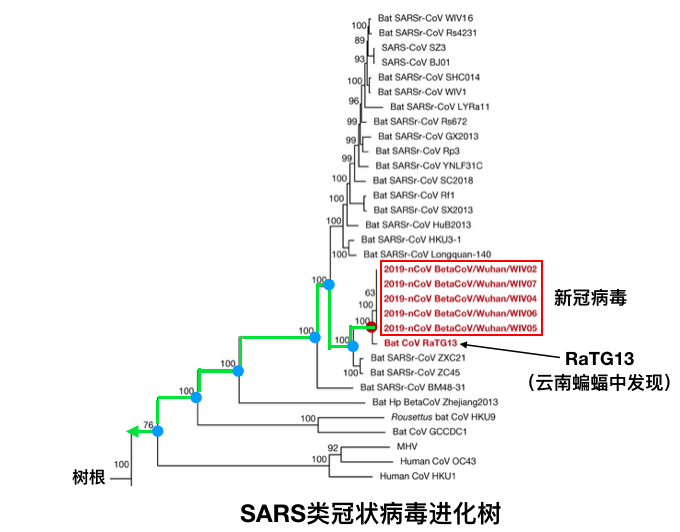 Bat SARSr-CoV WIV16
100
Bat SARSr-CoV Rs4231
89
SARS-CoV SZ3
93
SARS-CoV BJ01
Bat SARSr-CoV SHC014
100
Bat SARSr-CoV WIV1
96
Bat SARSr-CoV LYRa11
99
Bat SARSr-CoV Rs672
99
Bat SARSr-CoV GX2013
Bat SARSr-CoV Rp3
99
Bat SARSr-CoV YNLF31C
100
Bat SARSr-CoV SC2018
Bat SARSr-CoV Rf1
100
Bat SARSr-CoV SX2013
100
Bat SARSr-CoV HuB2013
Bat SARSr-CoV HKU3-1
100
Bat SARSr-CoV Longquan-140
2019-nCoV BetaCoV/Wuhan/WIV02
100
2019-nCoV BetaCoV/Wuhan/WIV07
63
2019-nCoV BetaCoV/Wuhan/WIV04
新冠病毒
100
2019-nCoV BetaCoV/Wuhan/WIV06
100
2019-nCoV BetaCoV/Wuhan/WIV05
100
Bat CoV RaTG13
Bat SARSr-CoV ZXC21
RaTG13
100
Bat SARSr-CoV ZC45
(云南蝙蝠中发现)
100
Bat SARSr-CoV BM48-31
100
Bat Hp BetaCoV Zhejiang2013
100
Rousettus bat CoV HKU9
76
Bat CoV GCCDC1
92
MHV
100
Human CoV OC43
100
Human CoV HKU1
树根
SARS类冠状病毒进化树